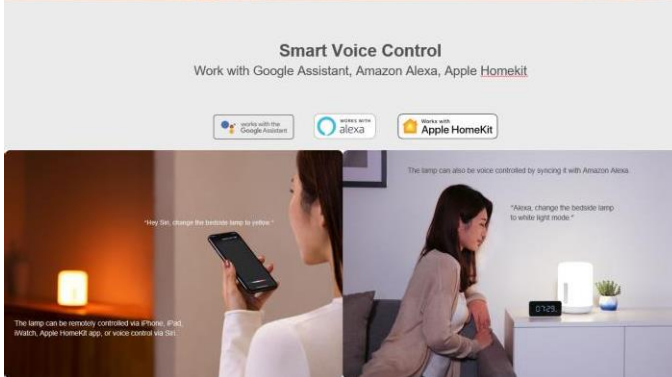 Smart Voice Control
Work with Google Assistant, Amazon Alexa, Apple Homekit
works with the
Google Assistant
WORKS WITH
alexa
Works with
Apple HomeKit
"Hey Siri, change the bedside lamp to yellow."
The lamp can be remotely controlled via iPhone, iPad,
iWatch, Apple HomeKit app, or voice control via Siri.
The lamp can also be voice controlled by syncing it with Amazon Alexa
"Alexa, change the bedside lamp
to white light mode."
07:29